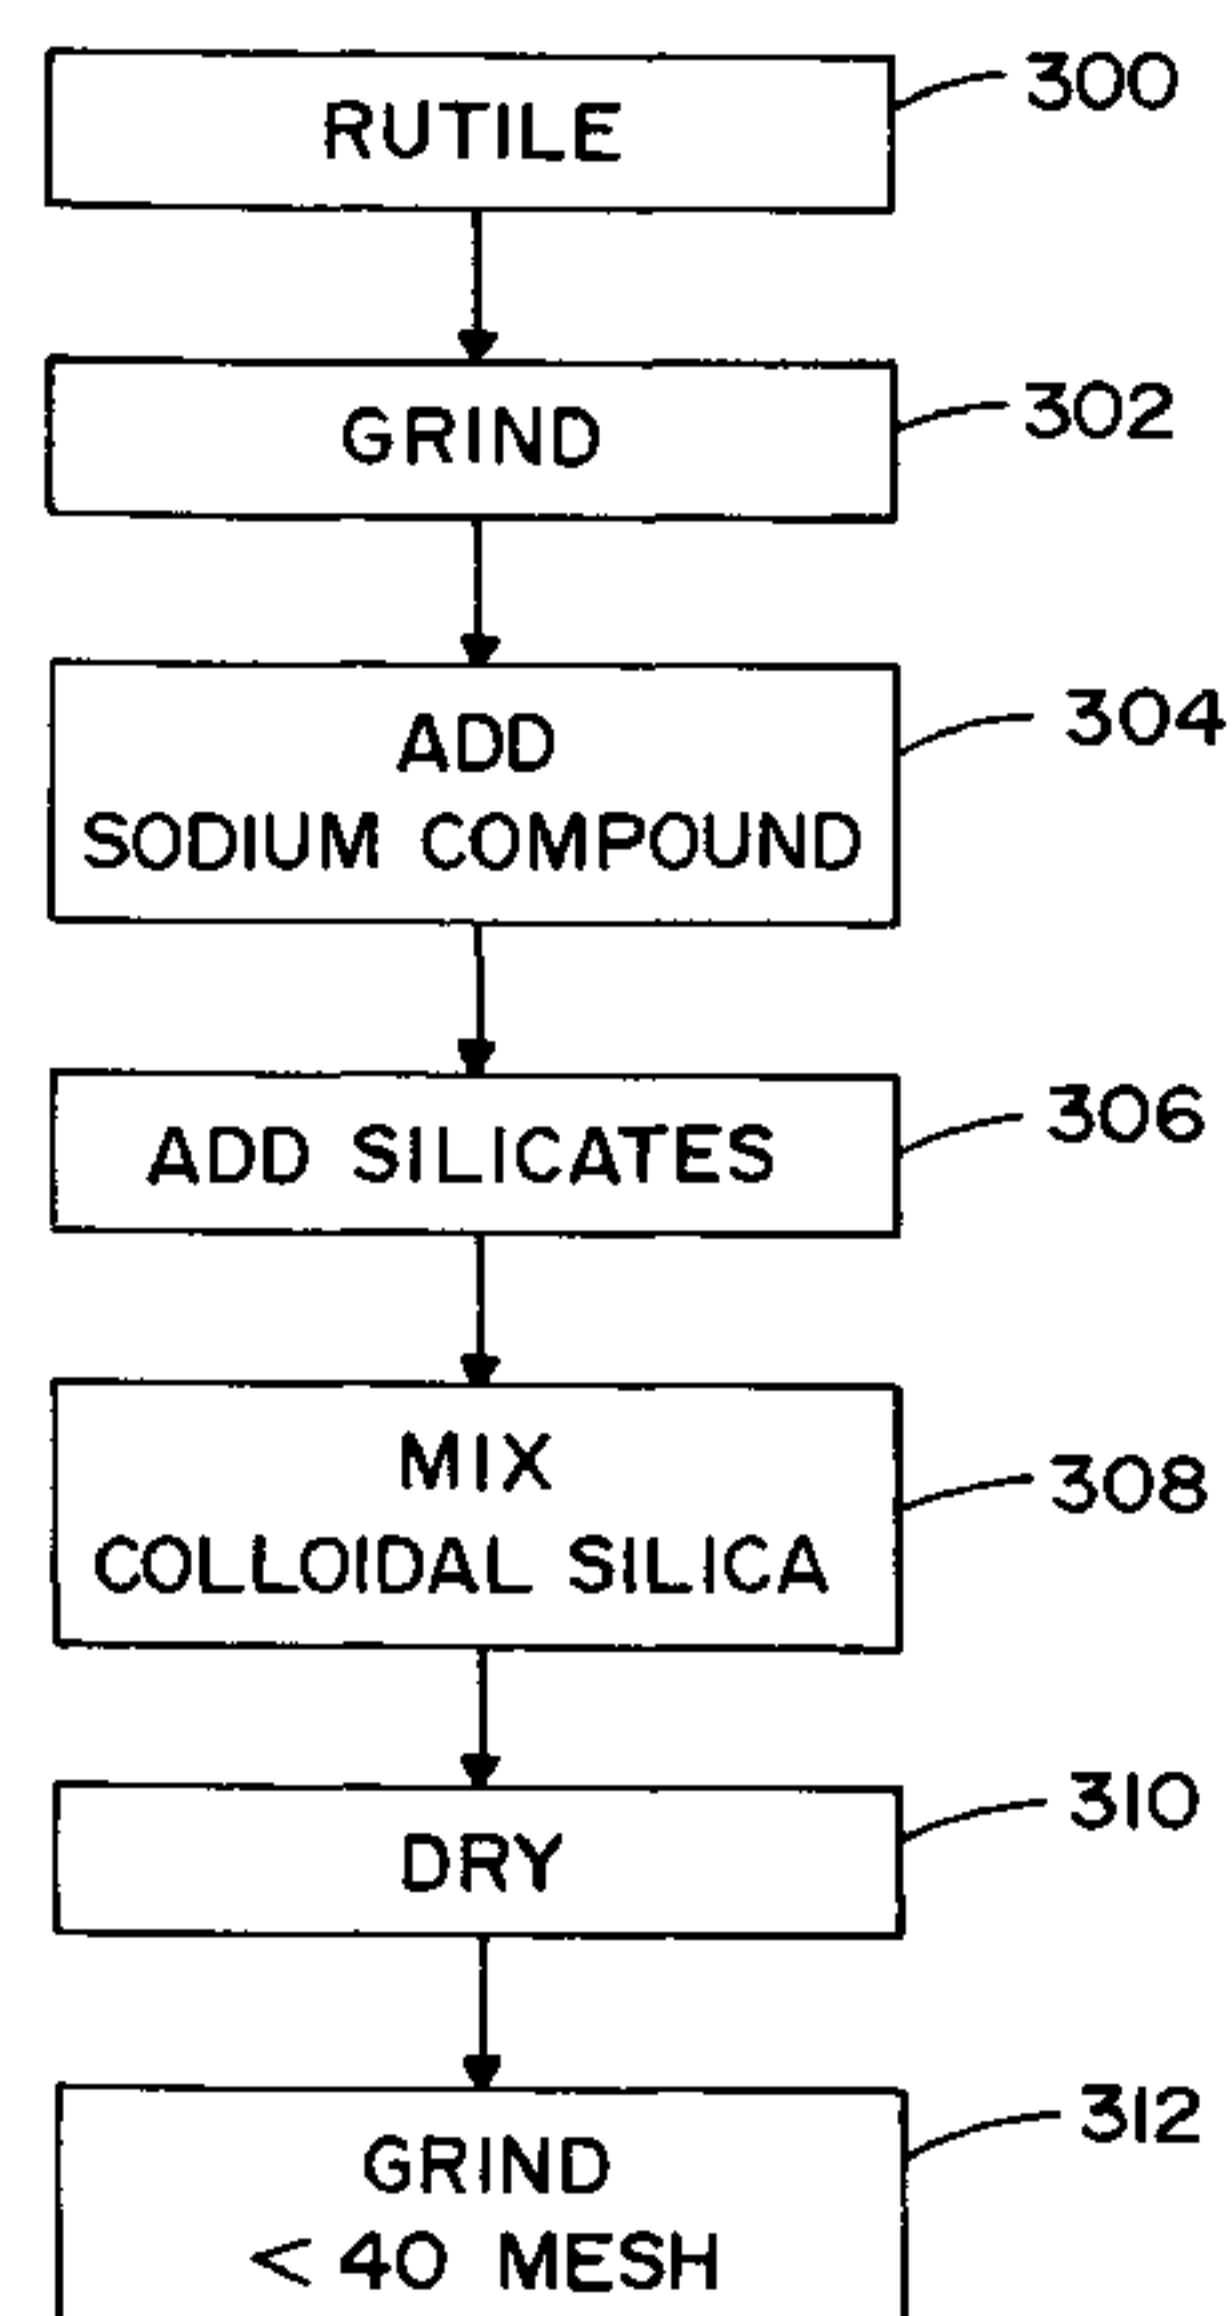 RUTILE
300
GRIND
302
ADD
SODIUM COMPOUND
304
ADD SILICATES
306
MIX
COLLOIDAL SILICA
308
DRY
310
GRIND
< 40 MESH
312